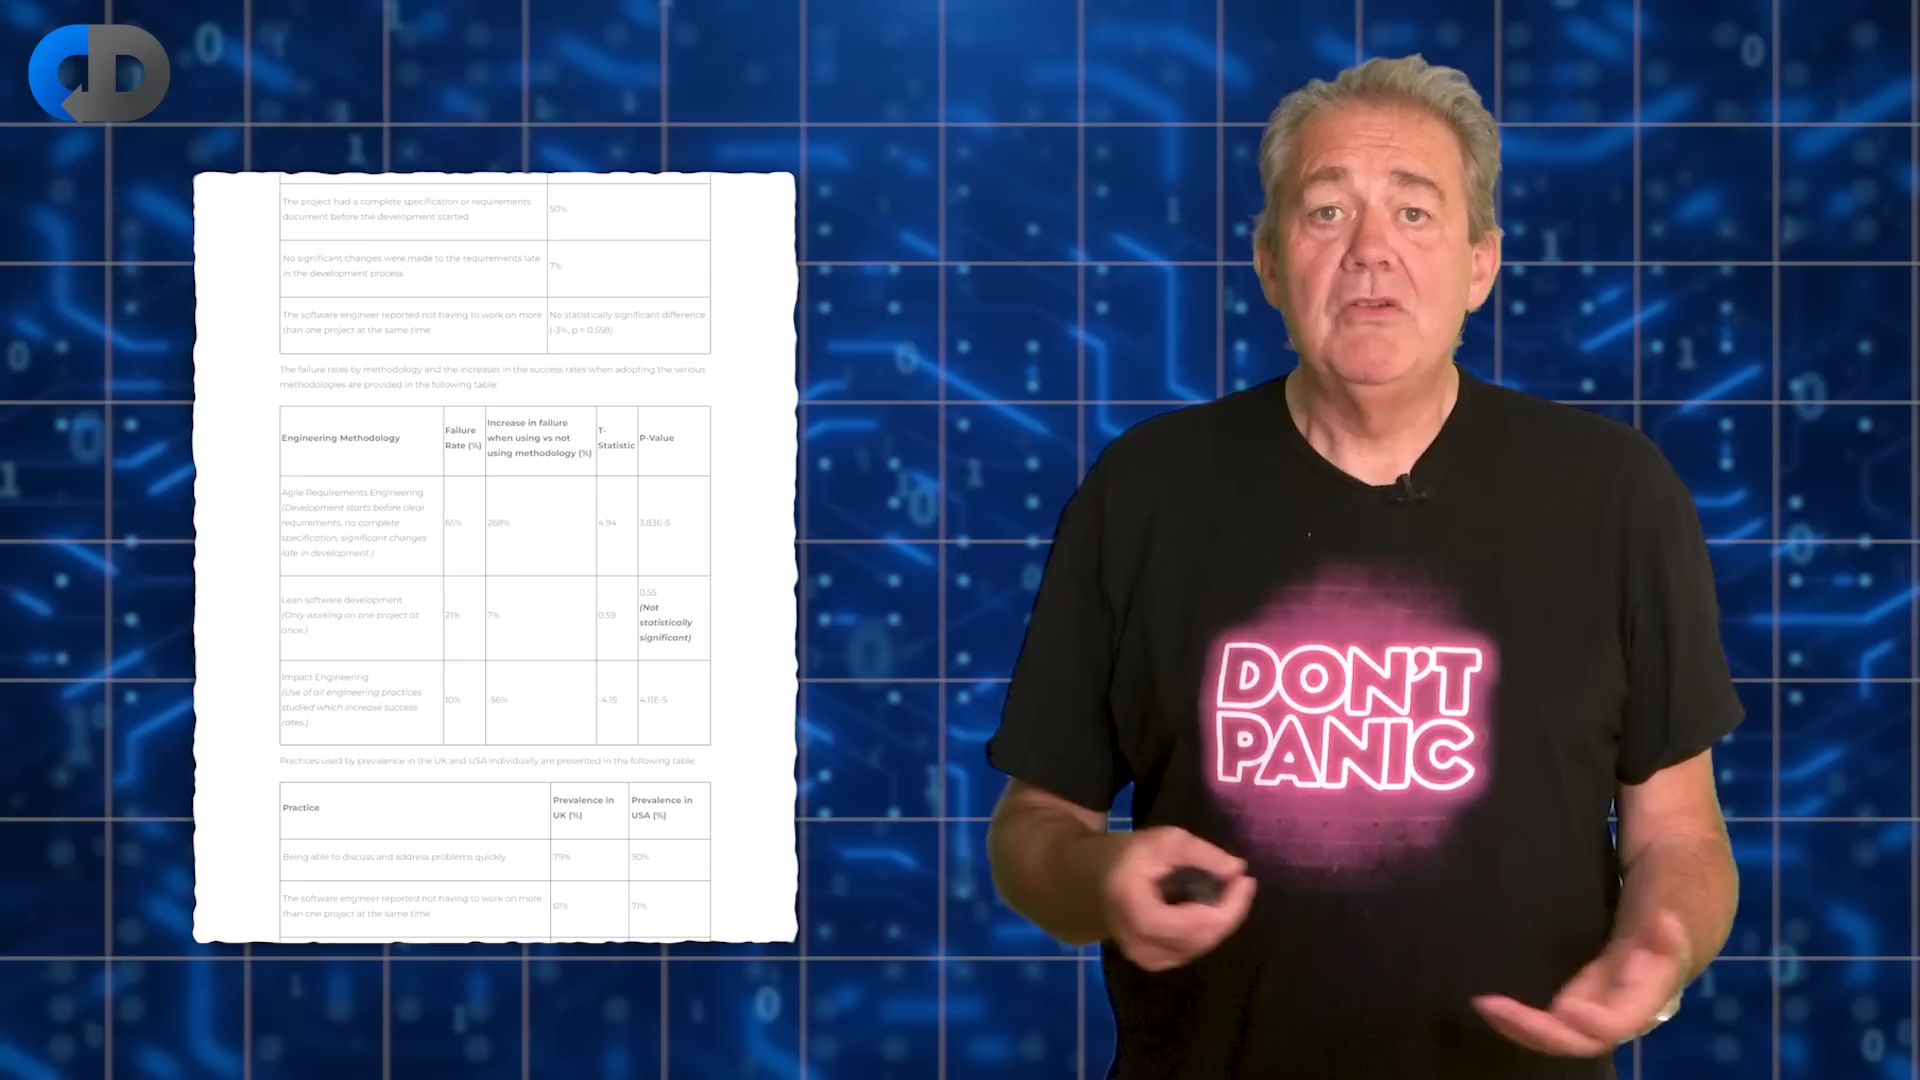 The project had a complete specification or requirements
document before the development started
50%
No significant changes were made to the requirements late
in the development process
7%
The software engineer reported not having to work on more
than one project at the same time
No statistically significant difference
(-3%, p = 0.558)
The failure rates by methodology and the increases in the success rates when adopting the various
methodologies are provided in the following table:
Engineering Methodology
Failure
Rate (%)
Increase in failure
when using vs not
using methodology (%)
T-
Statistic
P-Value
Agile Requirements Engineering
(Development starts before clear
requirements, no complete
specification, significant changes
late in development.)
65%
268%
4.94
3.83E-5
Lean software development
(Only working on one project at
once.)
21%
7%
0.59
0.55
(Not
statistically
significant)
Impact Engineering
(Use of all engineering practices
studied which increase success
rates.)
10%
-56%
-4.15
4.11E-5
Practices used by prevalence in the UK and USA individually are presented in the following table:
Practice
Prevalence in
UK (%)
Prevalence in
USA (%)
Being able to discuss and address problems quickly
79%
90%
The software engineer reported not having to work on more
than one project at the same time
61%
71%
DON'T
PANIC